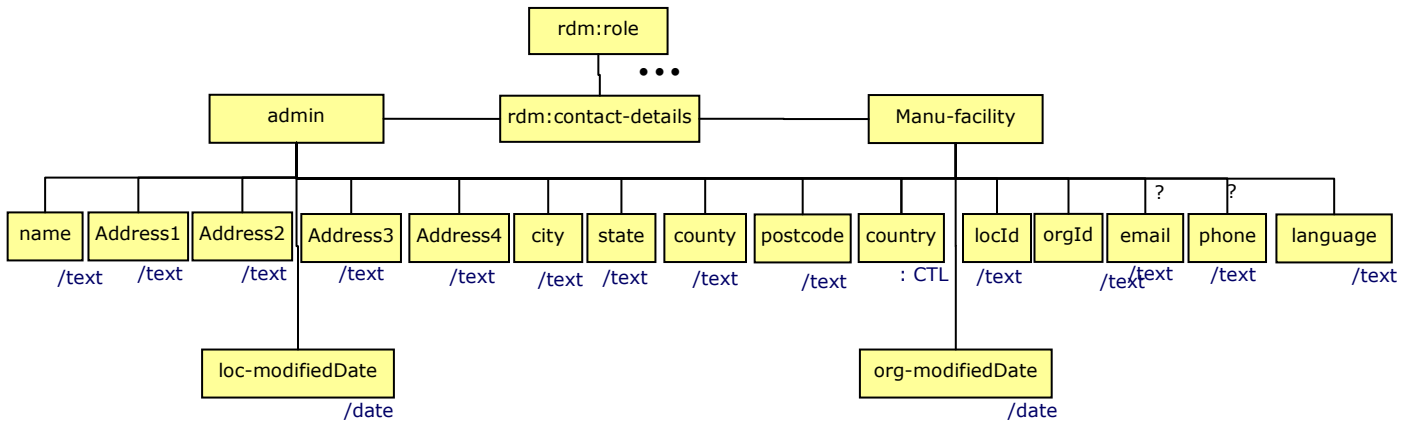 rdm:role
•••
admin
rdm:contact-details
Manu-facility
? ?
name Address1 Address2 Address3 Address4 city state county postcode country locId orgId email phone language
/text /text /text /text /text /text /text /text /text : CTL /text /text /text /text /text
loc-modifiedDate
org-modifiedDate
/date
/date